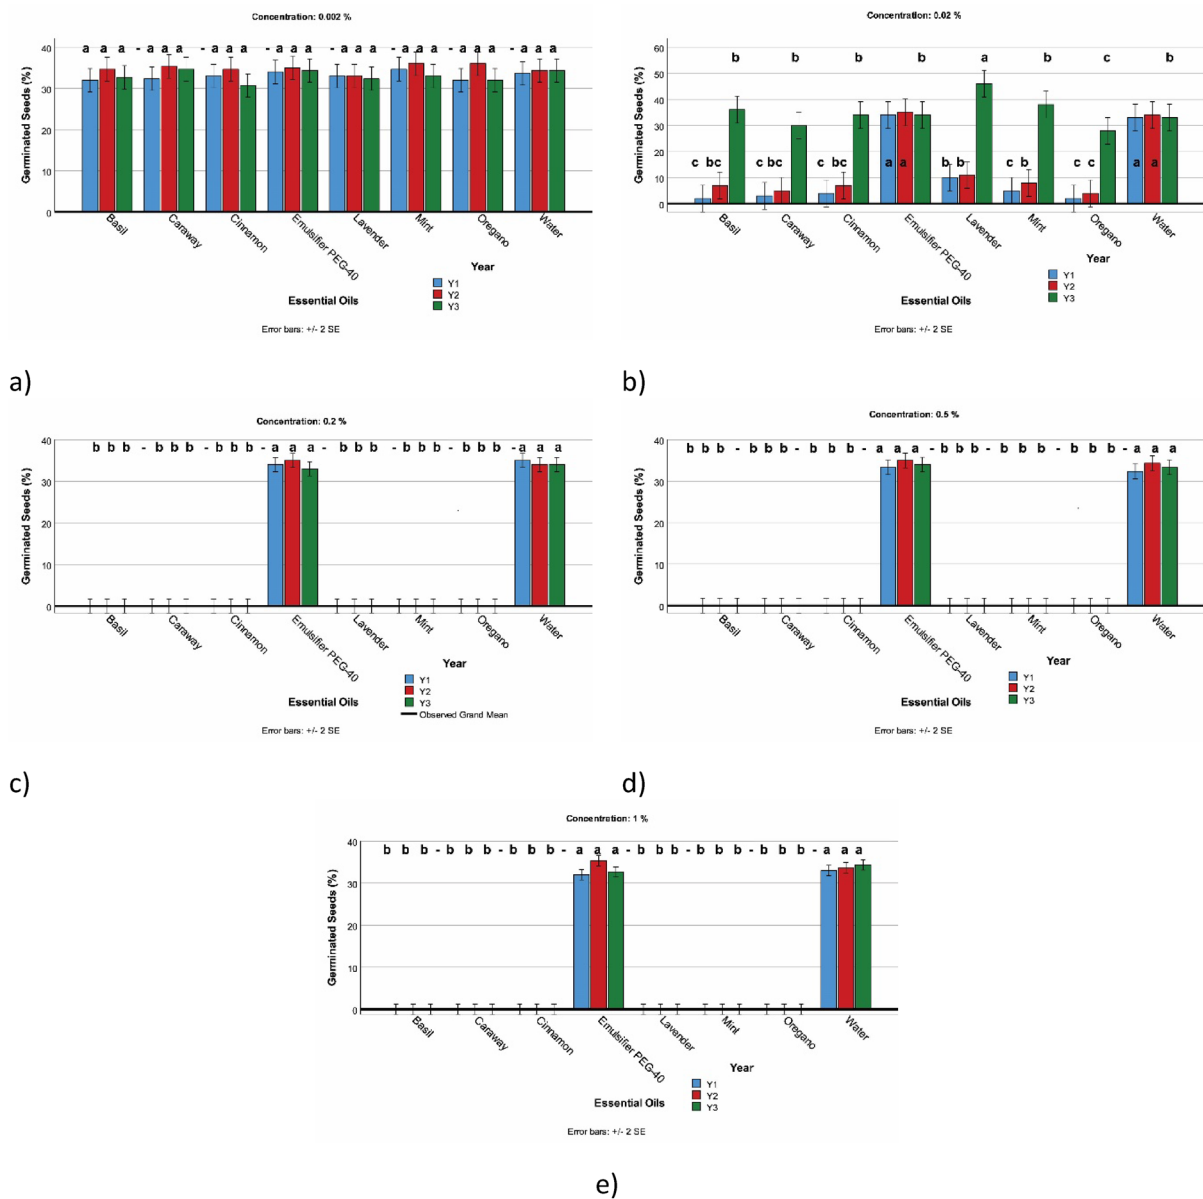 Concentration: 0.002 %
a a a - a a a - a a a - a a a - a a a - a a a - a a a - a a a
Germinated Seeds (%)
40
30
20
10
0
Basil
Caraway
Cinnamon
Emulsifier PEG-40
Lavender
Mint
Oregano
Water
Year
Y1
Y2
Y3
Essential Oils
Error bars: +/- 2 SE
a)
Concentration: 0.02 %
Germinated Seeds (%)
60
50
40
30
20
10
0
b b b b a b c b
c bc c bc c bc a a b b c b c c a a
Basil
Caraway
Cinnamon
Emulsifier PEG-40
Lavender
Mint
Oregano
Water
Year
Y1
Y2
Y3
Essential Oils
Error bars: +/- 2 SE
b)
Concentration: 0.2 %
b b b - b b b - b b b - a a a - b b b - b b b - b b b - a a a
Germinated Seeds (%)
40
30
20
10
0
Basil
Caraway
Cinnamon
Emulsifier PEG-40
Lavender
Mint
Oregano
Water
Year
Y1
Y2
Y3
Observed Grand Mean
Essential Oils
Error bars: +/- 2 SE
c)
Concentration: 0.5 %
b b b - b b b - b b b - a a a - b b b - b b b - b b b - a a a
Germinated Seeds (%)
40
30
20
10
0
Basil
Caraway
Cinnamon
Emulsifier PEG-40
Lavender
Mint
Oregano
Water
Year
Y1
Y2
Y3
Essential Oils
Error bars: +/- 2 SE
d)
Concentration: 1 %
b b b - b b b - b b b - a a a - b b b - b b b - b b b - a a a
Germinated Seeds (%)
40
30
20
10
0
Basil
Caraway
Cinnamon
Emulsifier PEG-40
Lavender
Mint
Oregano
Water
Year
Y1
Y2
Y3
Essential Oils
Error bars: +/- 2 SE
e)